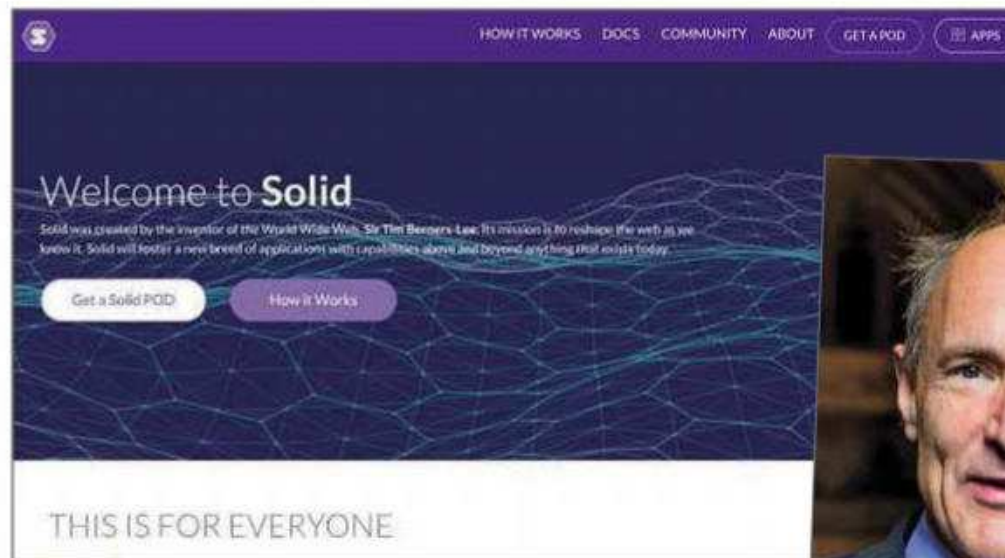 S
HOW IT WORKS DOCS COMMUNITY ABOUT GET A POD APPS
Welcome to Solid
Solid was created by the inventor of the World Wide Web, Sir Tim Berners-Lee. Its mission is to reshape the web as we
know it. Solid will foster a new breed of applications with capabilities above and beyond anything that exists today.
Get a Solid POD How it Works
THIS IS FOR EVERYONE